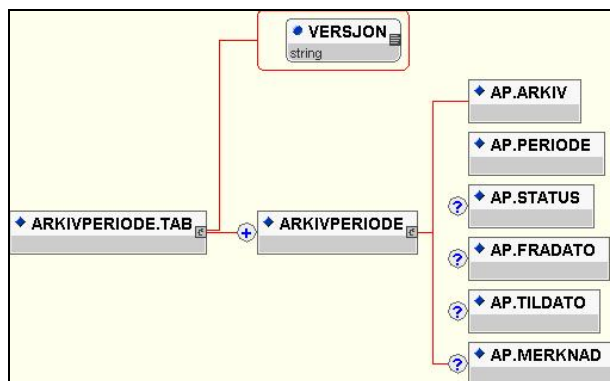 VERSJON
string
AP.ARKIV
AP.PERIODE
? AP.STATUS
ARKIVPERIODE.TAB + ARKIVPERIODE
? AP.FRADATO
? AP.TILDATO
? AP.MERKNAD